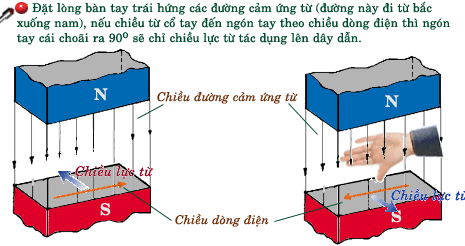 Đặt lòng bàn tay trái hứng các đường cảm ứng từ (đường này đi từ bắc
xuống nam), nếu chiều từ cổ tay đến ngón tay theo chiều dòng điện thì ngón
tay cái choãi ra 90⁰ sẽ chỉ chiều lực từ tác dụng lên dây dẫn.
N
N
Chiều đường cảm ứng từ
Chiều lực từ
Chiều lực từ
S
S
Chiều dòng điện